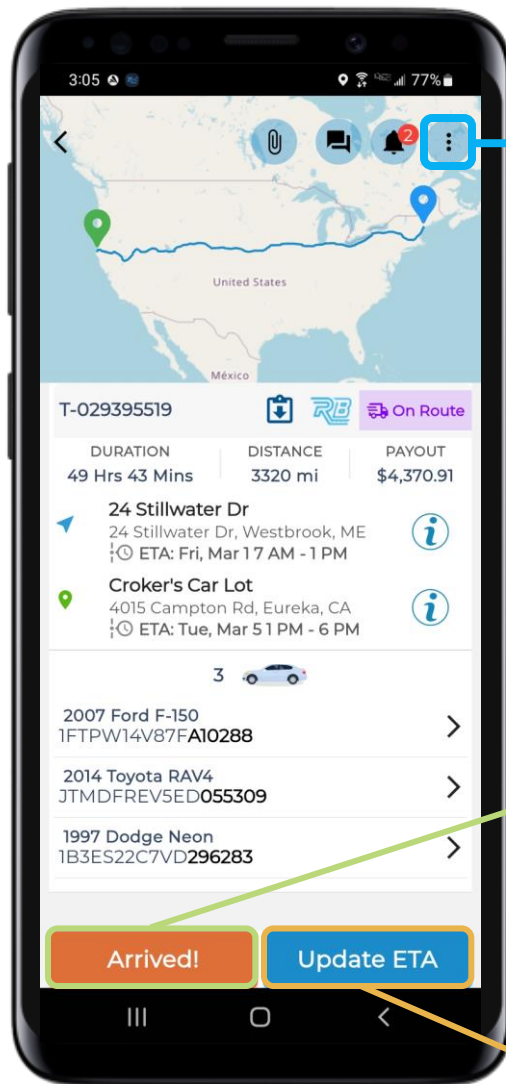 3:05 77%
2
United States
México
T-029395519 RB On Route
DURATION DISTANCE PAYOUT
49 Hrs 43 Mins 3320 mi $4,370.91
24 Stillwater Dr
24 Stillwater Dr, Westbrook, ME
ETA: Fri, Mar 1 7 AM - 1 PM
Croker's Car Lot
4015 Campton Rd, Eureka, CA
ETA: Tue, Mar 5 1 PM - 6 PM
3
2007 Ford F-150
1FTPW14V87FA10288
2014 Toyota RAV4
JTMDFREV5ED055309
1997 Dodge Neon
1B3ES22C7VD296283
Arrived! Update ETA